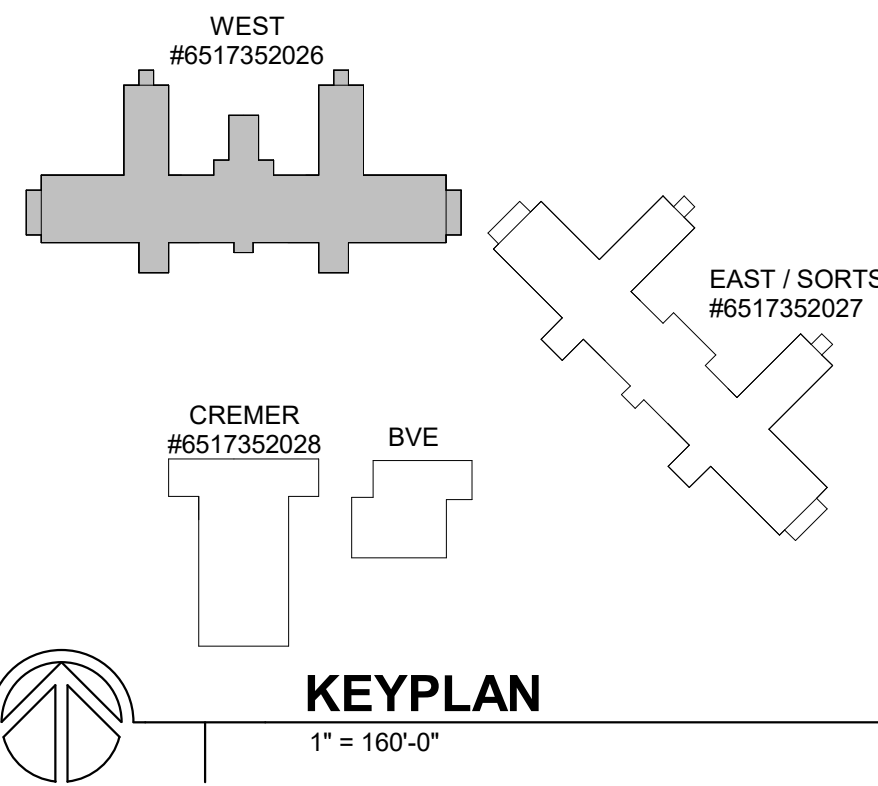 WEST
#6517352026
EAST / SORTS
#6517352027
CREMER
#6517352028
BVE
KEYPLAN
1" = 160'-0"